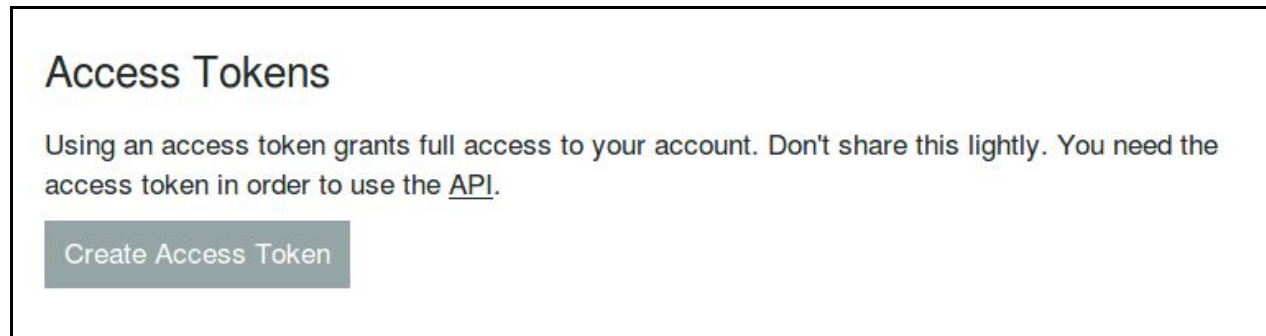 Access Tokens
Using an access token grants full access to your account. Don't share this lightly. You need the
access token in order to use the API.
Create Access Token